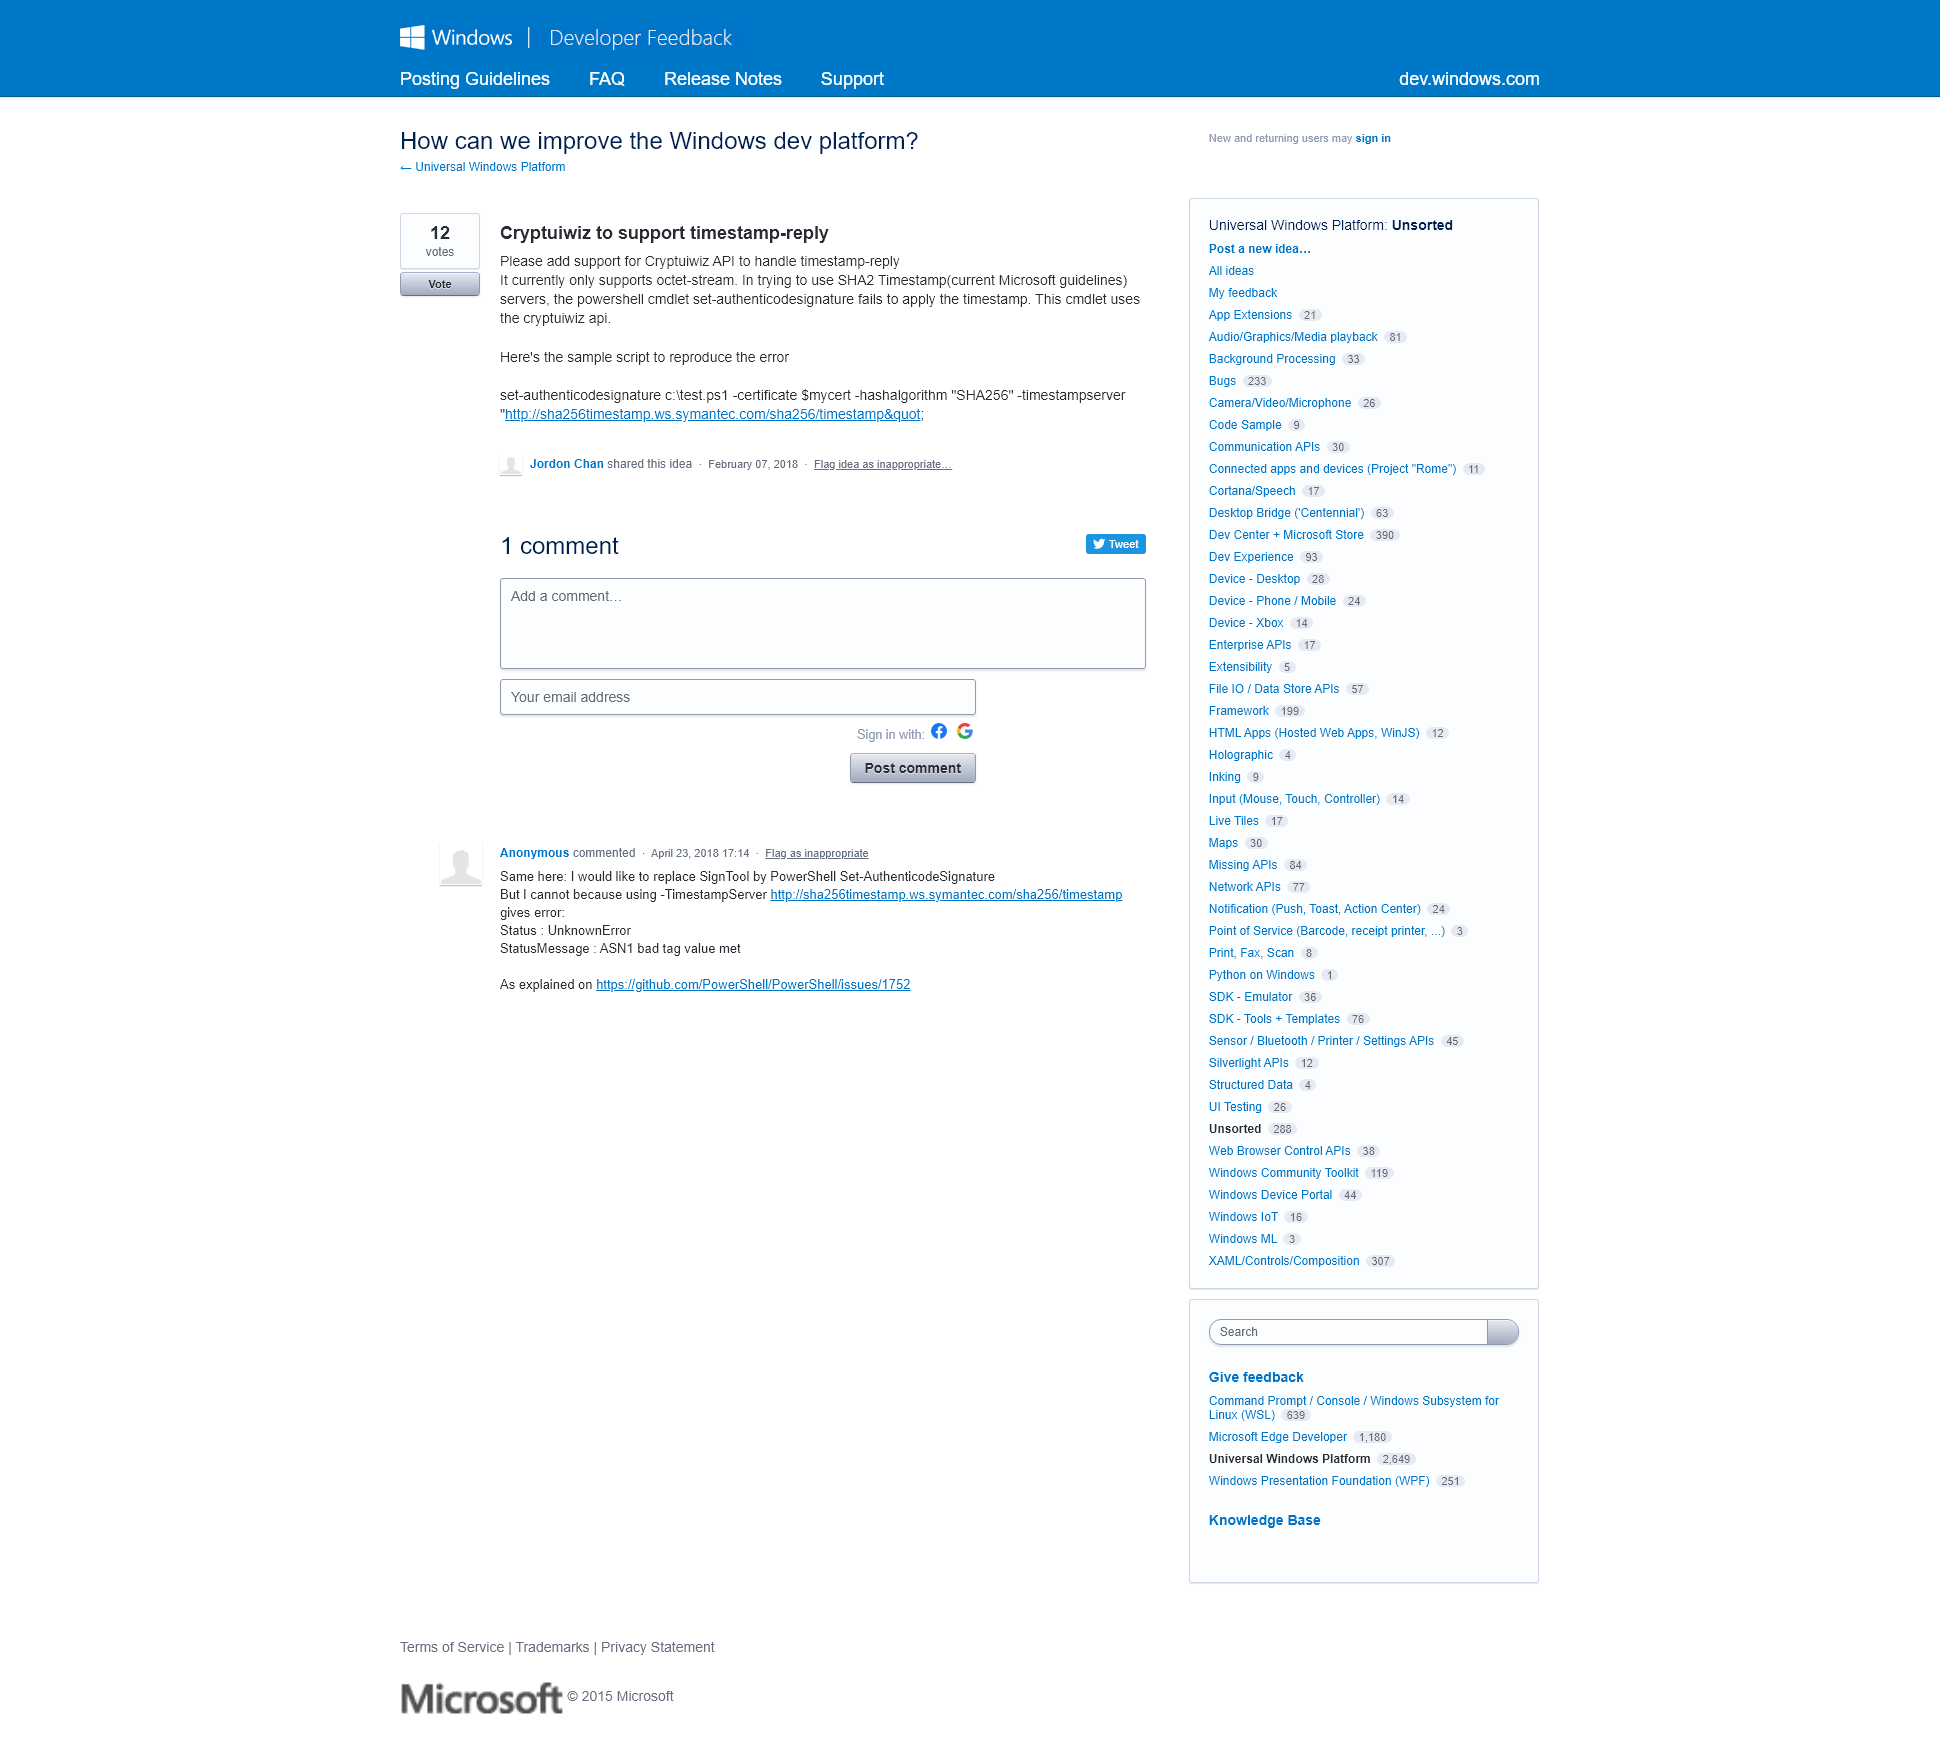 Windows | Developer Feedback
Posting Guidelines FAQ Release Notes Support dev.windows.com
How can we improve the Windows dev platform?
← Universal Windows Platform
New and returning users may sign in
12
votes
Vote
Cryptuiwiz to support timestamp-reply
Please add support for Cryptuiwiz API to handle timestamp-reply
It currently only supports octet-stream. In trying to use SHA2 Timestamp(current Microsoft guidelines)
servers, the powershell cmdlet set-authenticodesignature fails to apply the timestamp. This cmdlet uses
the cryptuiwiz api.
Here's the sample script to reproduce the error
set-authenticodesignature c:\test.ps1 -certificate $mycert -hashalgorithm "SHA256" -timestampserver
"http://sha256timestamp.ws.symantec.com/sha256/timestamp&quot;
Jordon Chan shared this idea · February 07, 2018 · Flag idea as inappropriate…
1 comment
Tweet
Add a comment…
Your email address
Sign in with:
Post comment
Anonymous commented · April 23, 2018 17:14 · Flag as inappropriate
Same here: I would like to replace SignTool by PowerShell Set-AuthenticodeSignature
But I cannot because using -TimestampServer http://sha256timestamp.ws.symantec.com/sha256/timestamp
gives error:
Status : UnknownError
StatusMessage : ASN1 bad tag value met
As explained on https://github.com/PowerShell/PowerShell/issues/1752
Universal Windows Platform: Unsorted
Post a new idea…
All ideas
My feedback
App Extensions 21
Audio/Graphics/Media playback 81
Background Processing 33
Bugs 233
Camera/Video/Microphone 26
Code Sample 9
Communication APIs 30
Connected apps and devices (Project "Rome") 11
Cortana/Speech 17
Desktop Bridge ('Centennial') 63
Dev Center + Microsoft Store 390
Dev Experience 93
Device - Desktop 28
Device - Phone / Mobile 24
Device - Xbox 14
Enterprise APIs 17
Extensibility 5
File IO / Data Store APIs 57
Framework 199
HTML Apps (Hosted Web Apps, WinJS) 12
Holographic 4
Inking 9
Input (Mouse, Touch, Controller) 14
Live Tiles 17
Maps 30
Missing APIs 84
Network APIs 77
Notification (Push, Toast, Action Center) 24
Point of Service (Barcode, receipt printer, ...) 3
Print, Fax, Scan 8
Python on Windows 1
SDK - Emulator 36
SDK - Tools + Templates 76
Sensor / Bluetooth / Printer / Settings APIs 45
Silverlight APIs 12
Structured Data 4
UI Testing 26
Unsorted 288
Web Browser Control APIs 38
Windows Community Toolkit 119
Windows Device Portal 44
Windows IoT 16
Windows ML 3
XAML/Controls/Composition 307
Search
Give feedback
Command Prompt / Console / Windows Subsystem for
Linux (WSL) 639
Microsoft Edge Developer 1,180
Universal Windows Platform 2,649
Windows Presentation Foundation (WPF) 251
Knowledge Base
Terms of Service | Trademarks | Privacy Statement
Microsoft © 2015 Microsoft